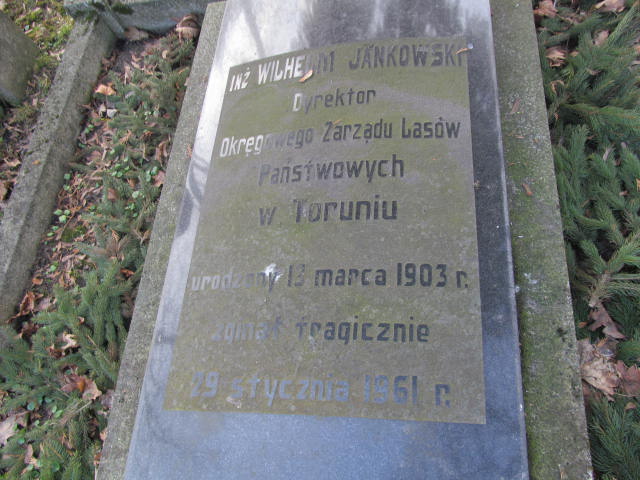 INŻ WILHELM JANKOWSKI
Dyrektor
Okręgowego Zarządu Lasów
Państwowych
w Toruniu
urodzony 13 marca 1903 r.
zginął tragicznie
29 stycznia 1961 r.